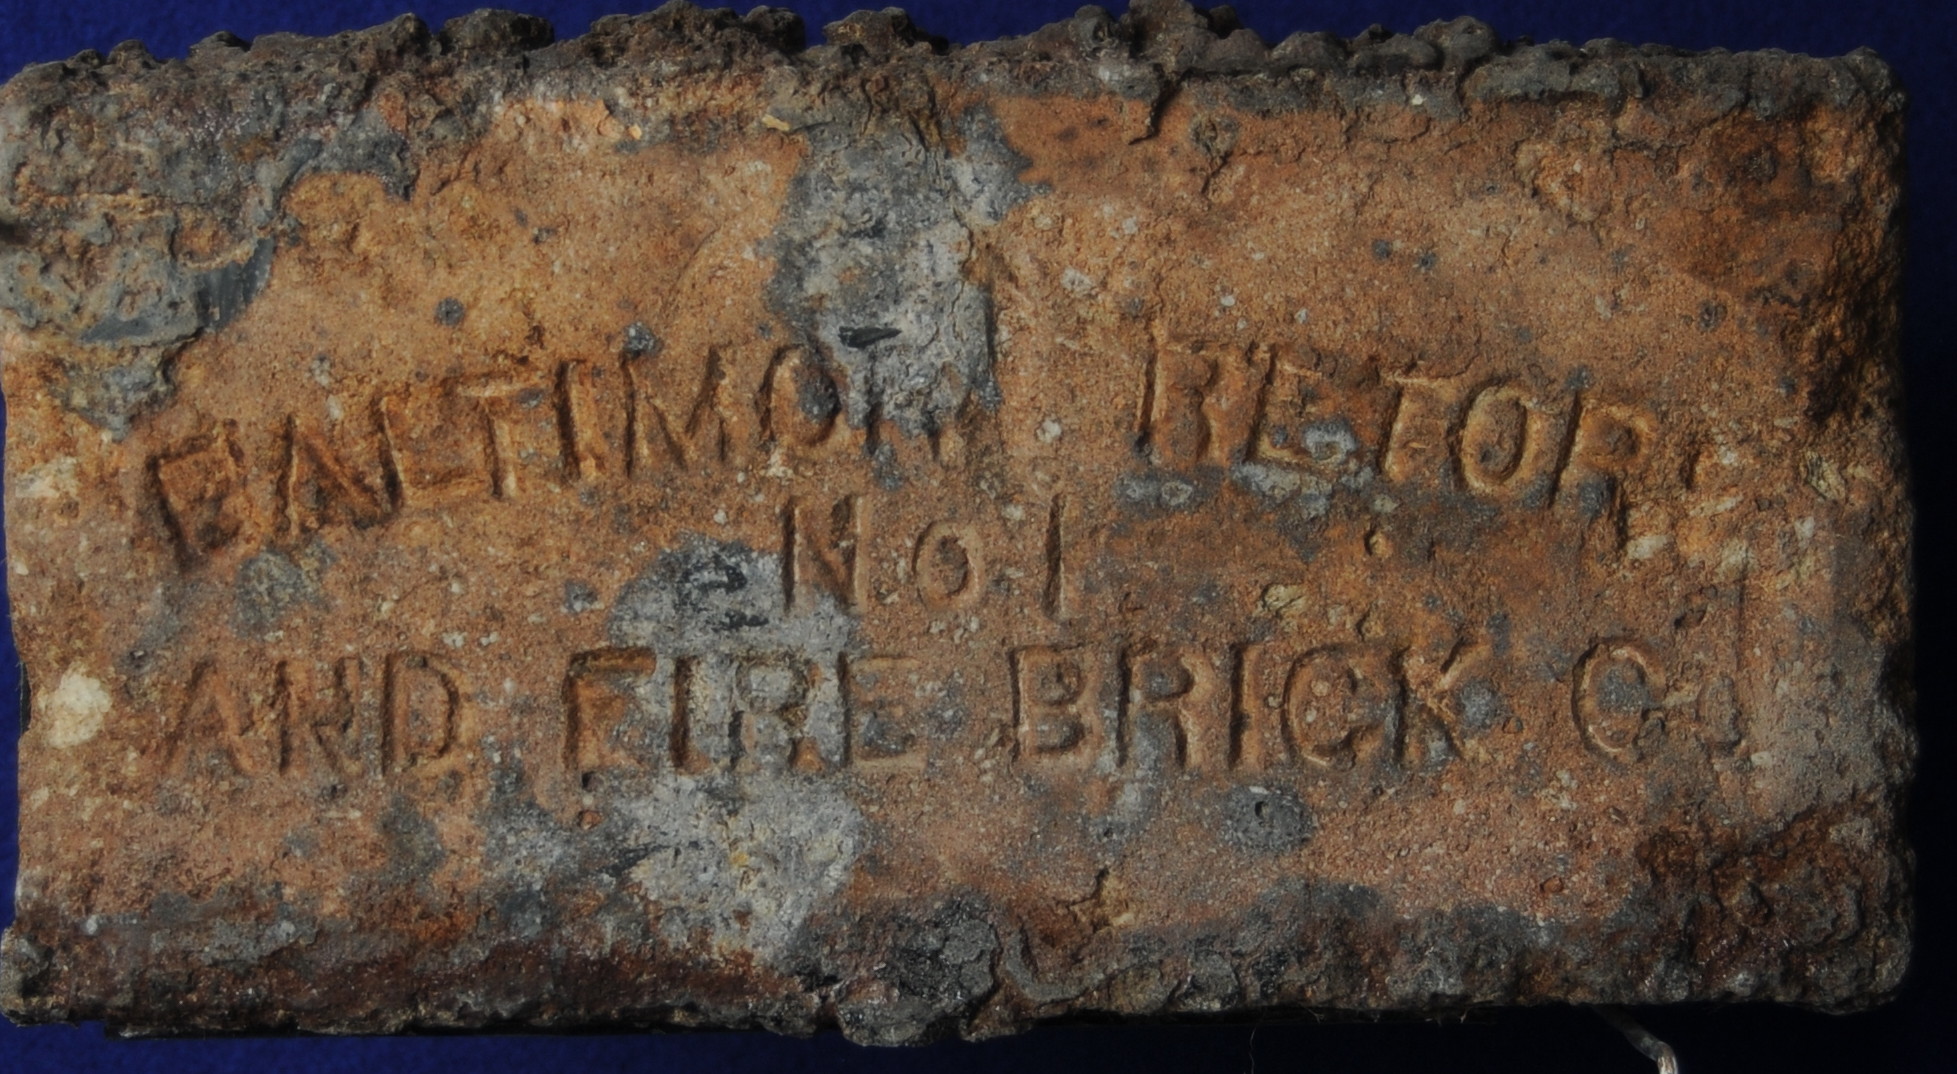 BALTIMORE RETORT
No 1
AND FIRE BRICK Co